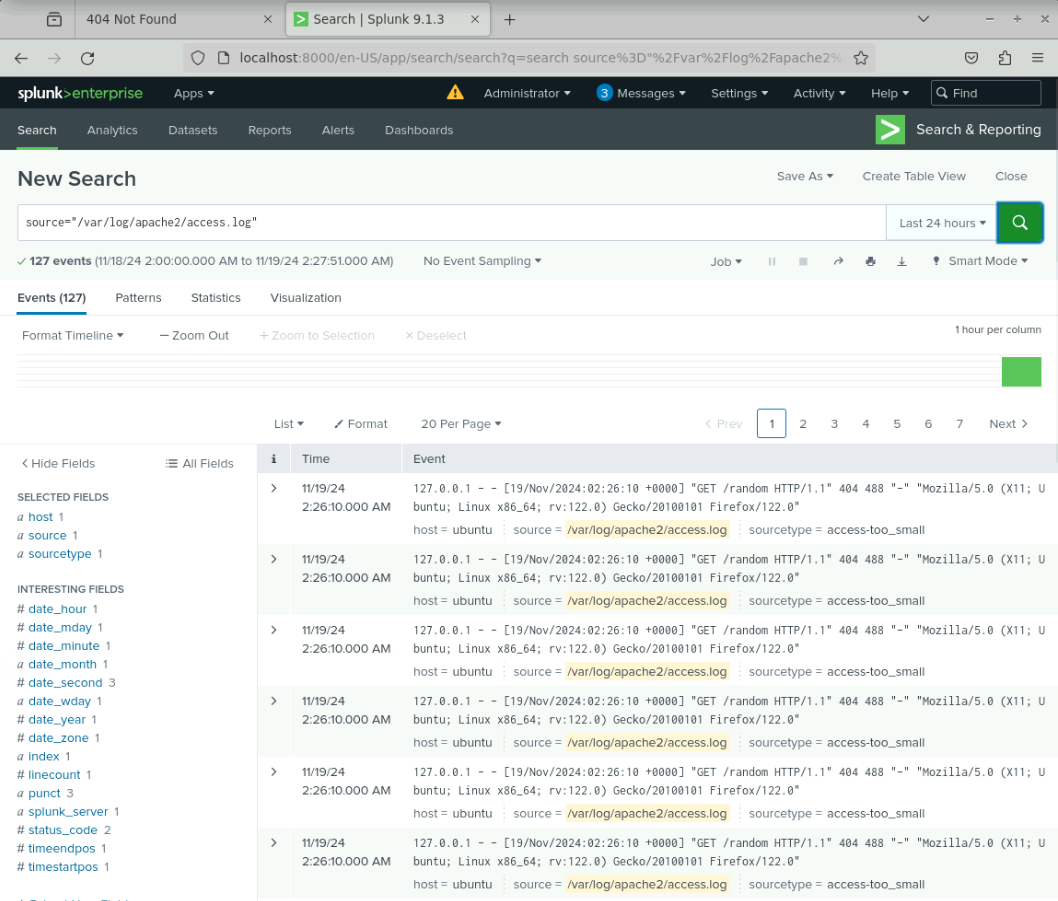 404 Not Found × Search | Splunk 9.1.3 × +
localhost:8000/en-US/app/search/search?q=search source%3D"%2Fvar%2Flog%2Fapache2%2
splunk>enterprise Apps Administrator 3 Messages Settings Activity Help Find
Search Analytics Datasets Reports Alerts Dashboards Search & Reporting
New Search Save As Create Table View Close
source="/var/log/apache2/access.log" Last 24 hours
127 events (11/18/24 2:00:00.000 AM to 11/19/24 2:27:51.000 AM) No Event Sampling Job Smart Mode
Events (127) Patterns Statistics Visualization
Format Timeline — Zoom Out + Zoom to Selection × Deselect 1 hour per column
List Format 20 Per Page < Prev 1 2 3 4 5 6 7 Next >
< Hide Fields All Fields
SELECTED FIELDS
a host 1
a source 1
a sourcetype 1
INTERESTING FIELDS
# date_hour 1
# date_mday 1
# date_minute 1
a date_month 1
# date_second 3
a date_wday 1
# date_year 1
# date_zone 1
a index 1
# linecount 1
a punct 3
a splunk_server 1
# status_code 2
# timeendpos 1
# timestartpos 1
i Time Event
> 11/19/24 127.0.0.1 - - [19/Nov/2024:02:26:10 +0000] "GET /random HTTP/1.1" 404 488 "-" "Mozilla/5.0 (X11; U
2:26:10.000 AM buntu; Linux x86_64; rv:122.0) Gecko/20100101 Firefox/122.0"
host = ubuntu source = /var/log/apache2/access.log sourcetype = access-too_small
> 11/19/24 127.0.0.1 - - [19/Nov/2024:02:26:10 +0000] "GET /random HTTP/1.1" 404 488 "-" "Mozilla/5.0 (X11; U
2:26:10.000 AM buntu; Linux x86_64; rv:122.0) Gecko/20100101 Firefox/122.0"
host = ubuntu source = /var/log/apache2/access.log sourcetype = access-too_small
> 11/19/24 127.0.0.1 - - [19/Nov/2024:02:26:10 +0000] "GET /random HTTP/1.1" 404 488 "-" "Mozilla/5.0 (X11; U
2:26:10.000 AM buntu; Linux x86_64; rv:122.0) Gecko/20100101 Firefox/122.0"
host = ubuntu source = /var/log/apache2/access.log sourcetype = access-too_small
> 11/19/24 127.0.0.1 - - [19/Nov/2024:02:26:10 +0000] "GET /random HTTP/1.1" 404 488 "-" "Mozilla/5.0 (X11; U
2:26:10.000 AM buntu; Linux x86_64; rv:122.0) Gecko/20100101 Firefox/122.0"
host = ubuntu source = /var/log/apache2/access.log sourcetype = access-too_small
> 11/19/24 127.0.0.1 - - [19/Nov/2024:02:26:10 +0000] "GET /random HTTP/1.1" 404 488 "-" "Mozilla/5.0 (X11; U
2:26:10.000 AM buntu; Linux x86_64; rv:122.0) Gecko/20100101 Firefox/122.0"
host = ubuntu source = /var/log/apache2/access.log sourcetype = access-too_small
> 11/19/24 127.0.0.1 - - [19/Nov/2024:02:26:10 +0000] "GET /random HTTP/1.1" 404 488 "-" "Mozilla/5.0 (X11; U
2:26:10.000 AM buntu; Linux x86_64; rv:122.0) Gecko/20100101 Firefox/122.0"
host = ubuntu source = /var/log/apache2/access.log sourcetype = access-too_small